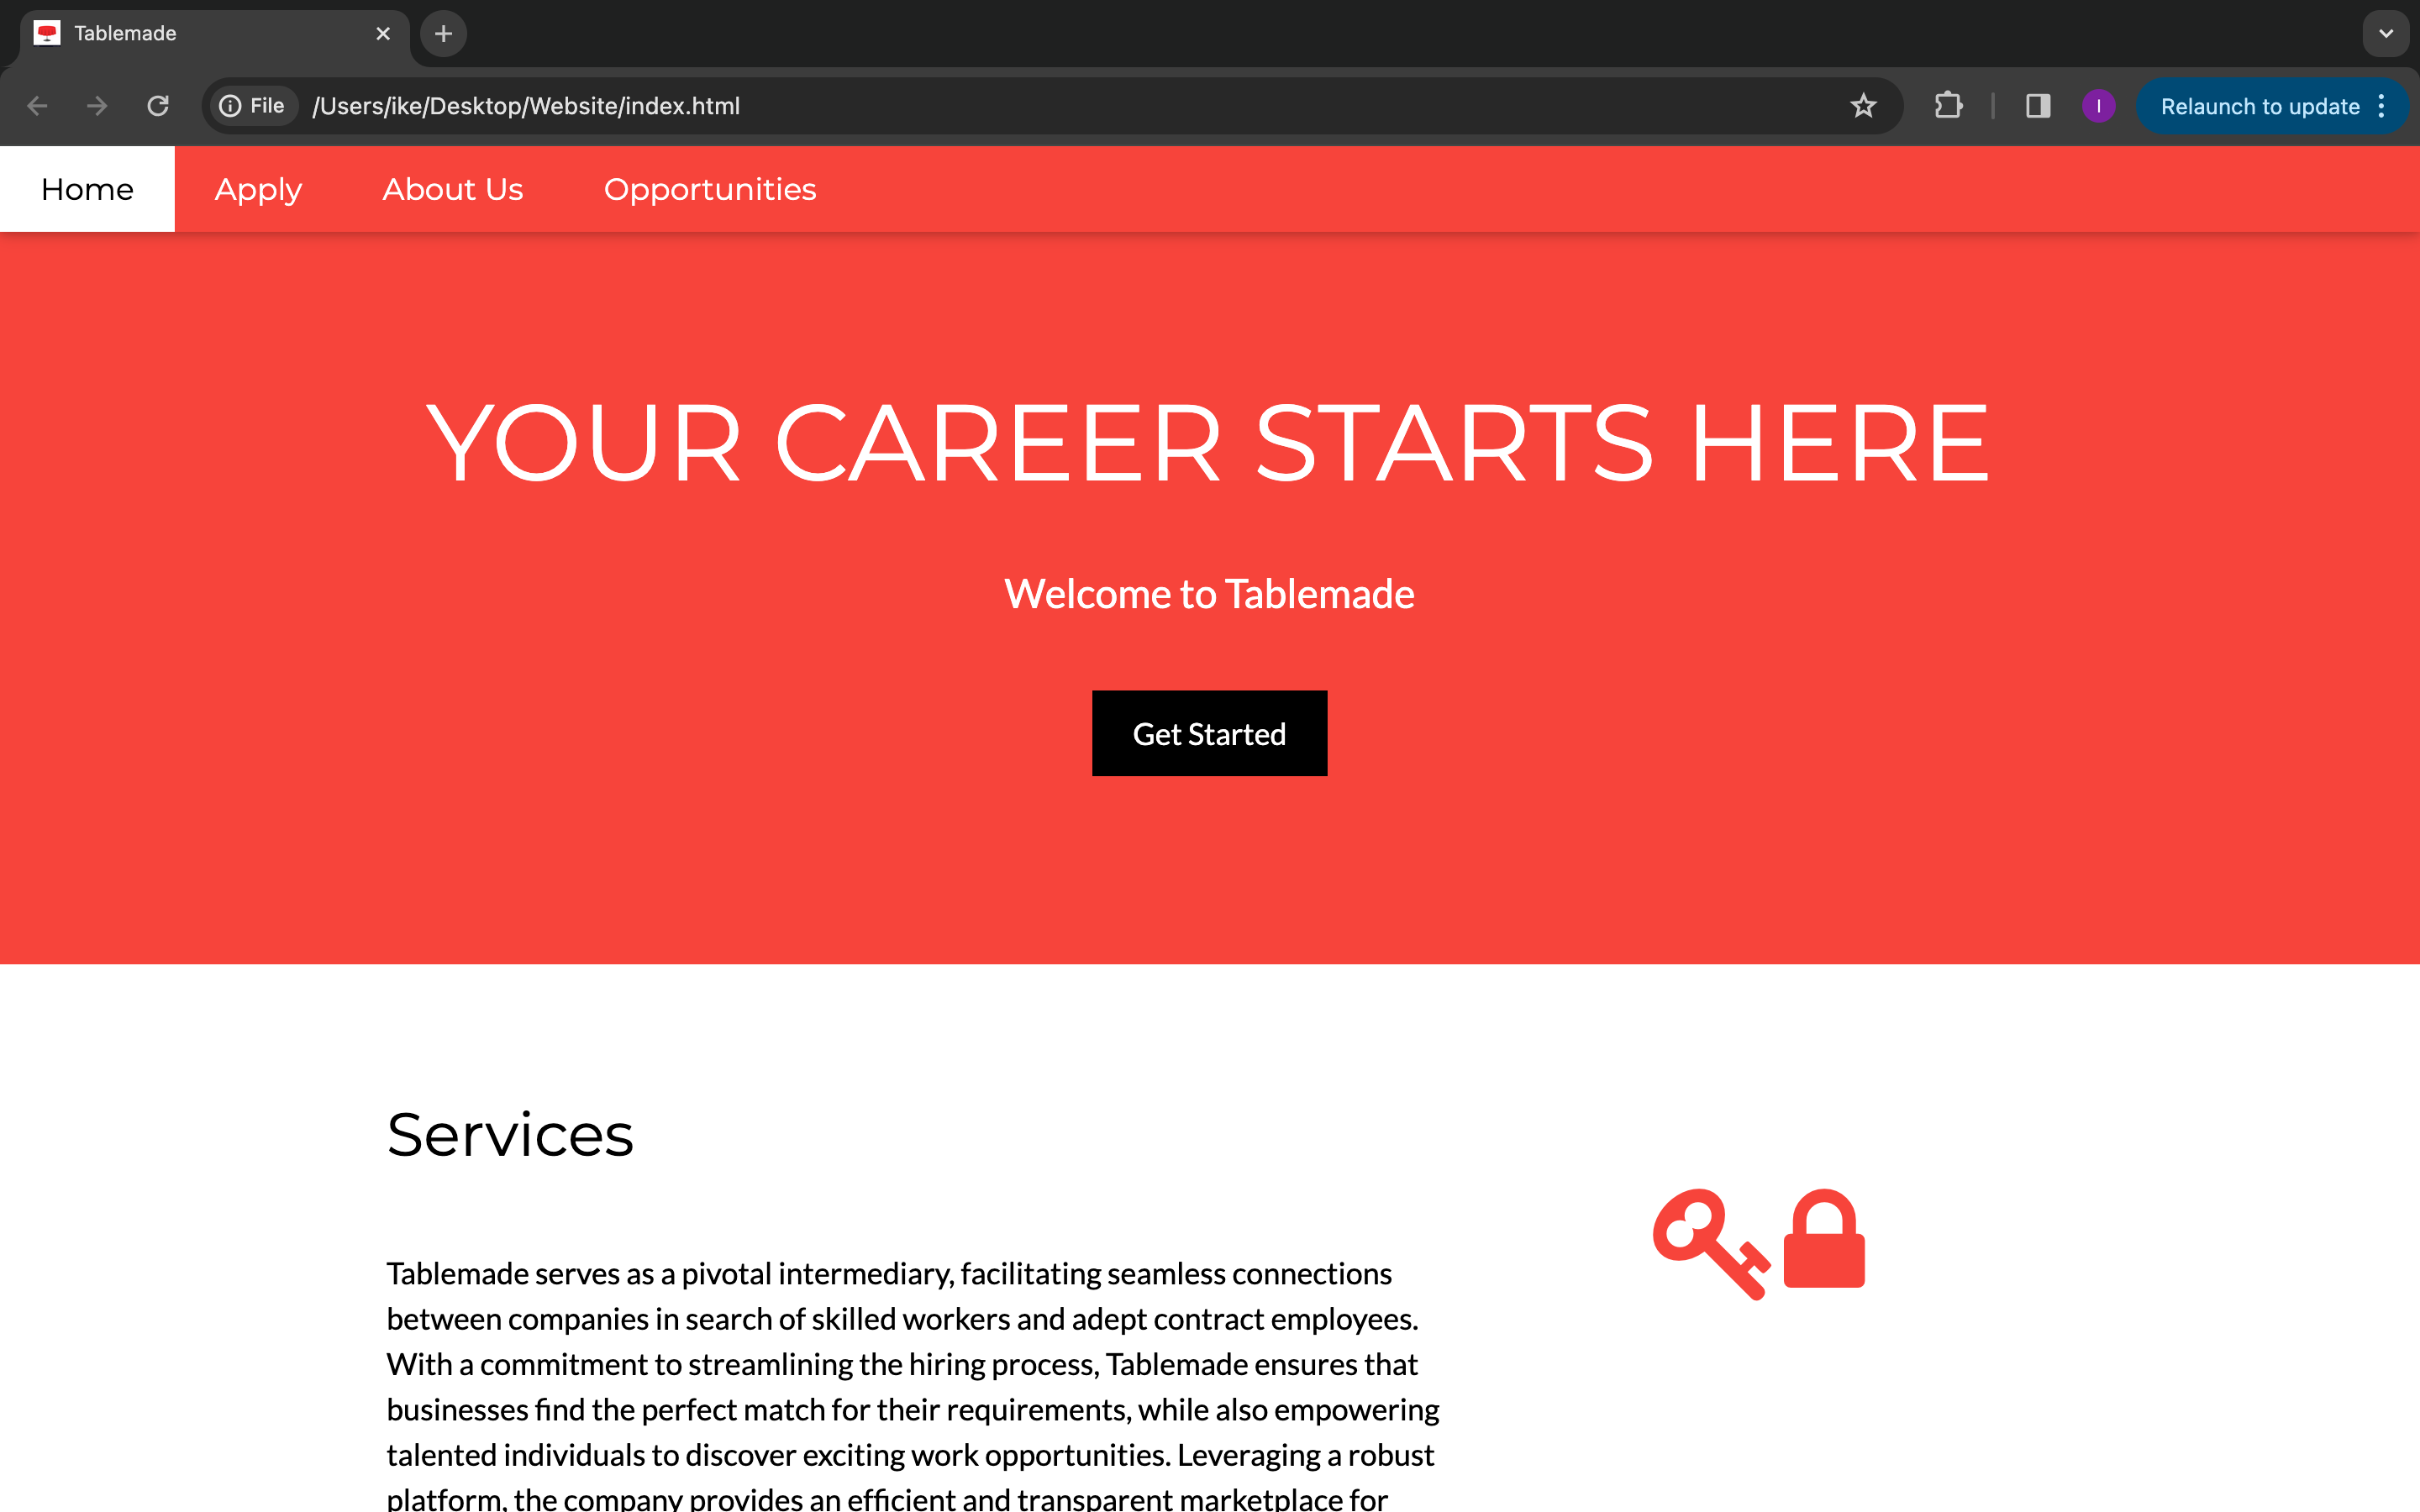 Tablemade
File /Users/ike/Desktop/Website/index.html
I
Relaunch to update
Home Apply About Us Opportunities
YOUR CAREER STARTS HERE
Welcome to Tablemade
Get Started
Services
Tablemade serves as a pivotal intermediary, facilitating seamless connections
between companies in search of skilled workers and adept contract employees.
With a commitment to streamlining the hiring process, Tablemade ensures that
businesses find the perfect match for their requirements, while also empowering
talented individuals to discover exciting work opportunities. Leveraging a robust
platform, the company provides an efficient and transparent marketplace for